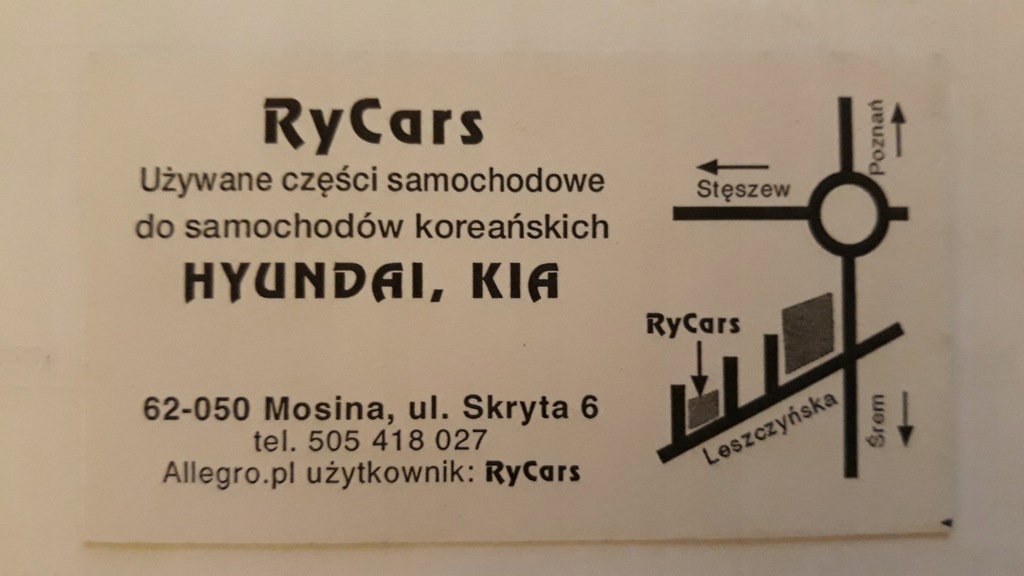 RyCars
Używane części samochodowe
do samochodów koreańskich
HYUNDAI, KIA
62-050 Mosina, ul. Skryta 6
tel. 505 418 027
Allegro.pl użytkownik: RyCars
Poznań
Stęszew
RyCars
Leszczyńska
Śrem